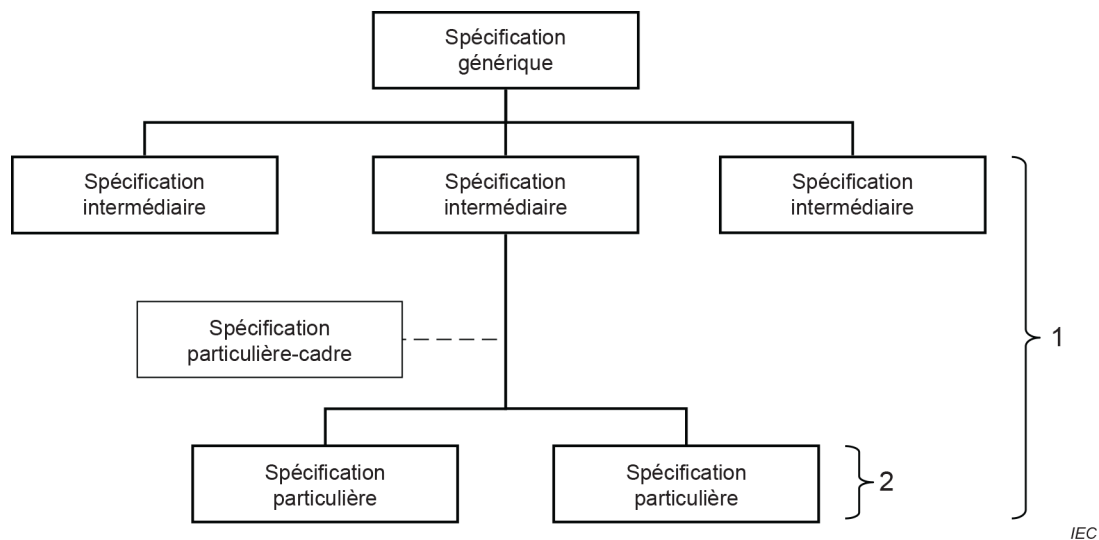 Spécification
générique
Spécification
intermédiaire
Spécification
intermédiaire
Spécification
intermédiaire
Spécification
particulière-cadre
1
Spécification
particulière
Spécification
particulière
2
IEC